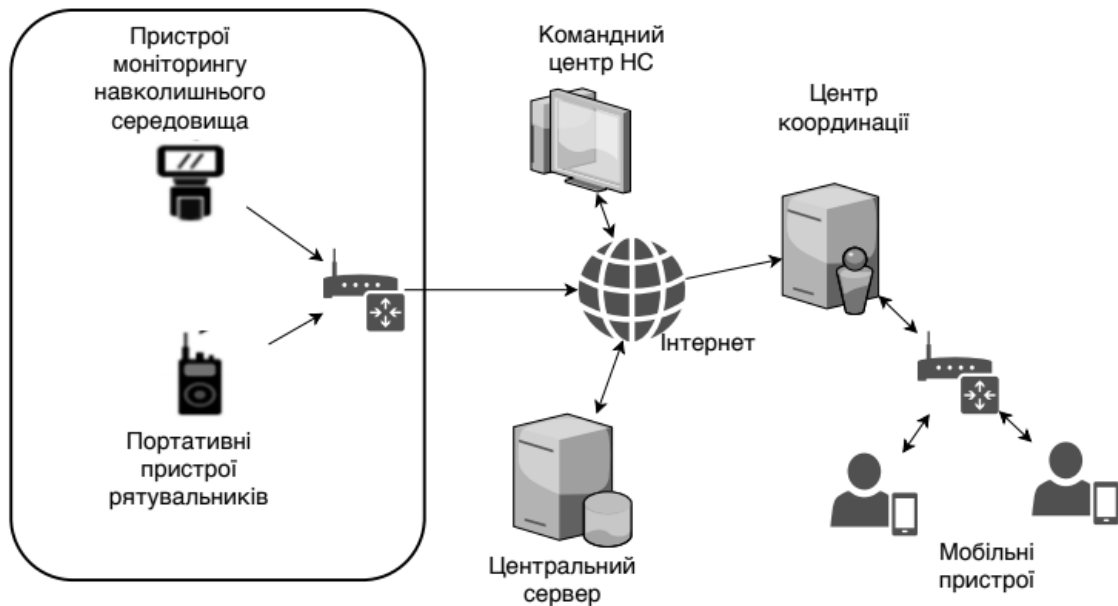 Пристрої
моніторингу
навколишнього
середовища
Командний
центр НС
Центр
координації
Інтернет
Портативні
пристрої
рятувальників
Центральний
сервер
Мобільні
пристрої